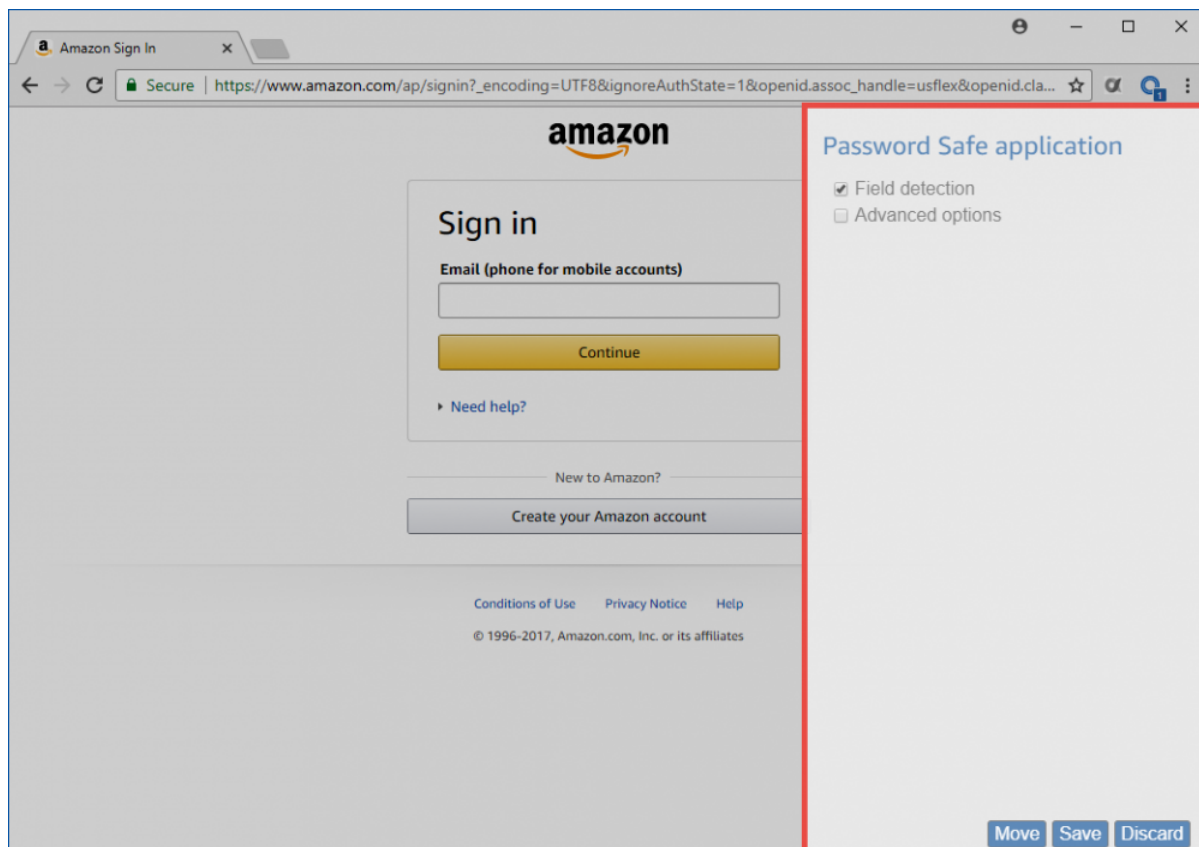 Amazon Sign In
Secure | https://www.amazon.com/ap/signin?_encoding=UTF8&ignoreAuthState=1&openid.assoc_handle=usflex&openid.cla...
1
amazon
Sign in
Email (phone for mobile accounts)
Continue
Need help?
New to Amazon?
Create your Amazon account
Conditions of Use Privacy Notice Help
© 1996-2017, Amazon.com, Inc. or its affiliates
Password Safe application
Field detection
Advanced options
Move Save Discard